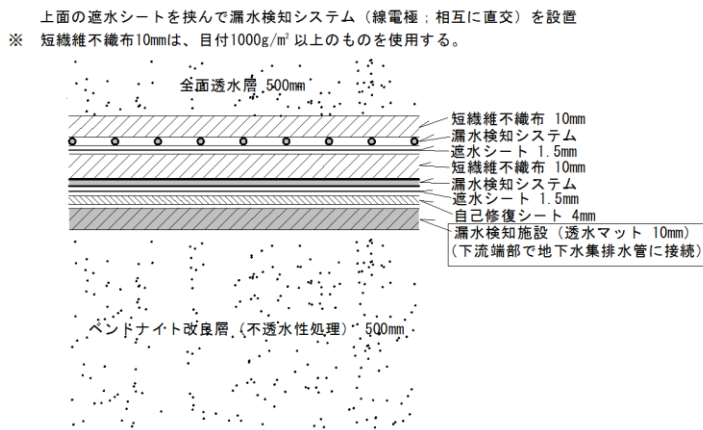 上面の遮水シートを挟んで漏水検知システム（線電極；相互に直交）を設置
※ 短繊維不織布10mmは、目付1000g/㎡以上のものを使用する。
全面透水層 500mm
短繊維不織布 10mm
漏水検知システム
遮水シート 1.5mm
短繊維不織布 10mm
漏水検知システム
遮水シート 1.5mm
自己修復シート 4mm
漏水検知施設（透水マット 10mm）
（下流端部で地下水集排水管に接続）
ベントナイト改良層（不透水性処理） 500mm